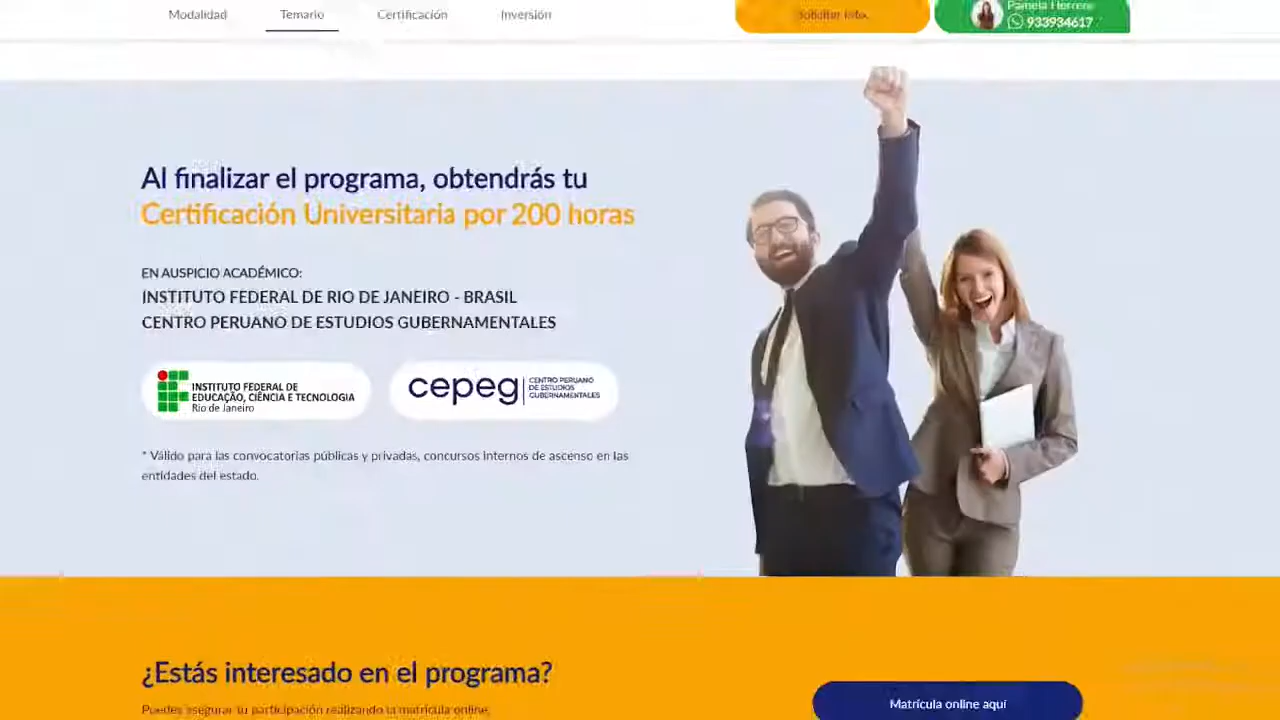 Modalidad
Temario
Certificación
Inversión
Solicitar Info.
Pamela Herrera
933934617
Al finalizar el programa, obtendrás tu
Certificación Universitaria por 200 horas
EN AUSPICIO ACADÉMICO:
INSTITUTO FEDERAL DE RIO DE JANEIRO - BRASIL
CENTRO PERUANO DE ESTUDIOS GUBERNAMENTALES
INSTITUTO FEDERAL DE
EDUCAÇÃO, CIÊNCIA E TECNOLOGIA
Rio de Janeiro
cepeg
CENTRO PERUANO
DE ESTUDIOS
GUBERNAMENTALES
* Válido para las convocatorias públicas y privadas, concursos internos de ascenso en las
entidades del estado.
¿Estás interesado en el programa?
Puedes asegurar tu participación realizando la matrícula online.
Matrícula online aquí